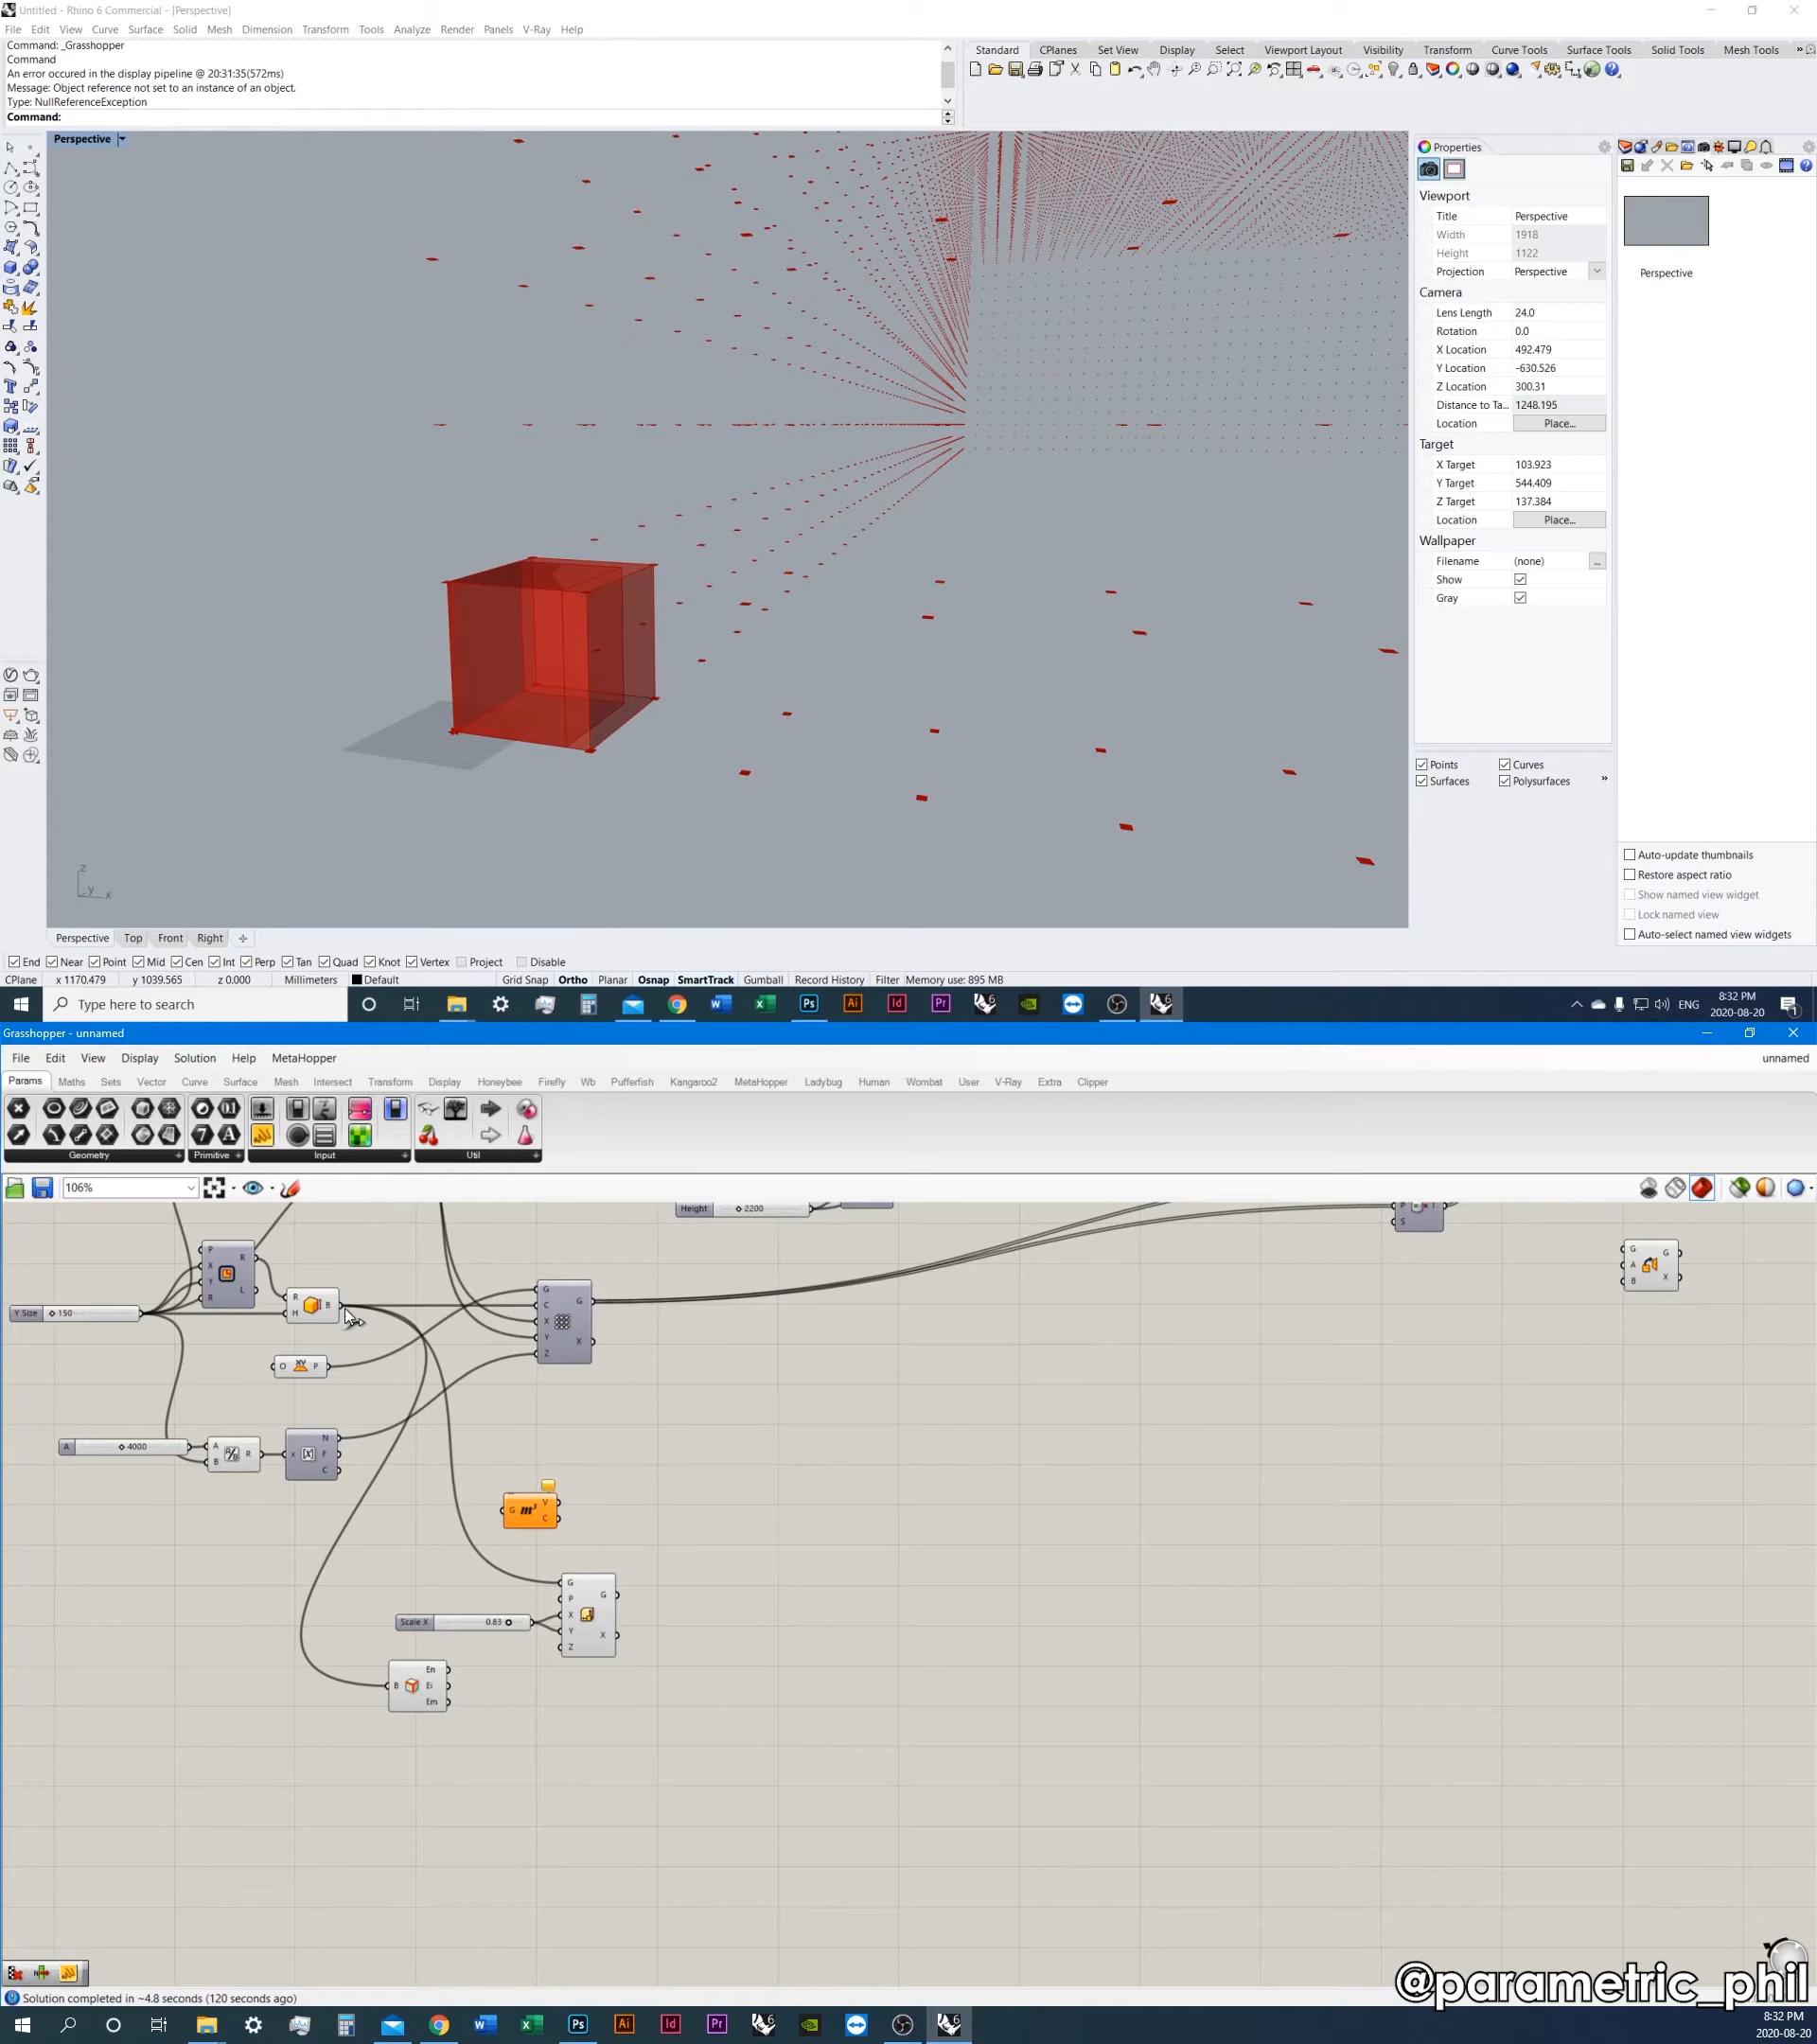 Untitled - Rhino 6 Commercial - [Perspective]
File Edit View Curve Surface Solid Mesh Dimension Transform Tools Analyze Render Panels V-Ray Help
Command: _Grasshopper
Command
An error occured in the display pipeline @ 20:31:35(572ms)
Message: Object reference not set to an instance of an object.
Type: NullReferenceException
Command:
Standard CPlanes Set View Display Select Viewport Layout Visibility Transform Curve Tools Surface Tools Solid Tools Mesh Tools »
Perspective
Properties
Viewport
Title Perspective
Width 1918
Height 1122
Projection Perspective
Camera
Lens Length 24.0
Rotation 0.0
X Location 492.479
Y Location -630.526
Z Location 300.31
Distance to Ta... 1248.195
Location Place...
Target
X Target 103.923
Y Target 544.409
Z Target 137.384
Location Place...
Wallpaper
Filename (none) ...
Show
Gray
Points Curves
Surfaces Polysurfaces »
Perspective
Auto-update thumbnails
Restore aspect ratio
Show named view widget
Lock named view
Auto-select named view widgets
z
y x
Perspective Top Front Right
End Near Point Mid Cen Int Perp Tan Quad Knot Vertex Project Disable
CPlane x 1170.479 y 1039.565 z 0.000 Millimeters Default Grid Snap Ortho Planar Osnap SmartTrack Gumball Record History Filter Memory use: 895 MB
Type here to search
Ps Ai Id Pr
ENG
8:32 PM
2020-08-20
Grasshopper - unnamed
File Edit View Display Solution Help MetaHopper unnamed
Params Maths Sets Vector Curve Surface Mesh Intersect Transform Display Honeybee Firefly Wb Pufferfish Kangaroo2 MetaHopper Ladybug Human Wombat User V-Ray Extra Clipper
Geometry Primitive Input Util
106%
Height 2200
P I
S
P X Y R
R L
Y Size 150
R H B
O XY P
G C X Y Z
G X
G A B
G X
A 4000
A B A/B R
x N F C
G m³ V C
Scale X 0.83
G P X Y Z
G X
B En Ei Em
@parametric_phil
Solution completed in ~4.8 seconds (120 seconds ago)
Ps Ai Id Pr
8:32 PM
2020-08-20